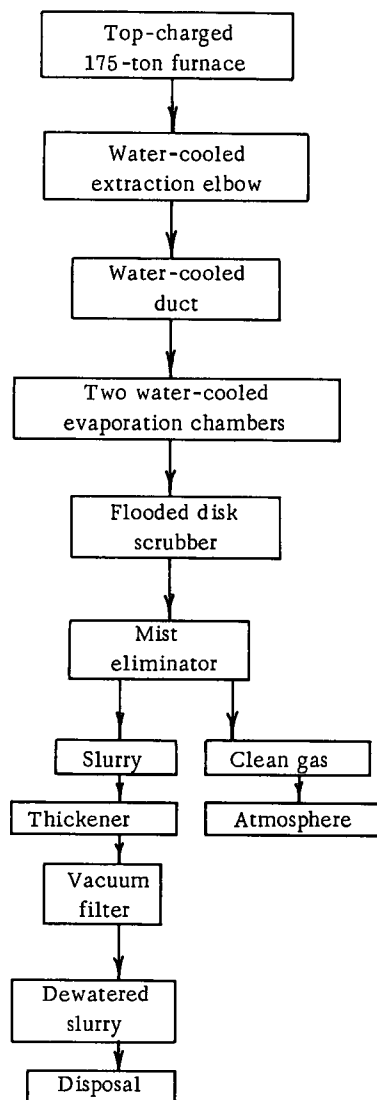 Top-charged
175-ton furnace
Water-cooled
extraction elbow
Water-cooled
duct
Two water-cooled
evaporation chambers
Flooded disk
scrubber
Mist
eliminator
Slurry
Clean gas
Thickener
Atmosphere
Vacuum
filter
Dewatered
slurry
Disposal